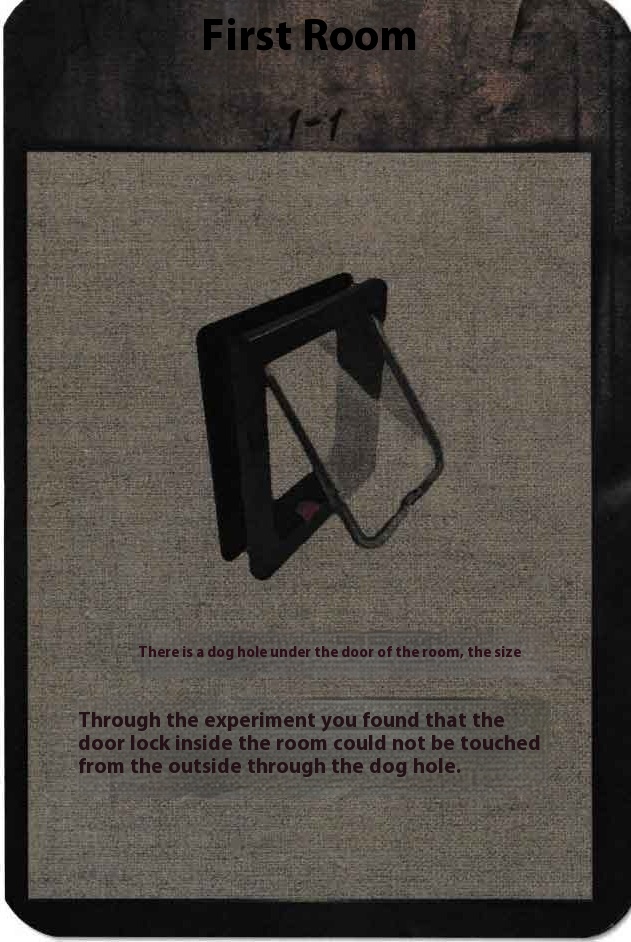 First Room
1-1
There is a dog hole under the door of the room, the size
Through the experiment you found that the
door lock inside the room could not be touched
from the outside through the dog hole.